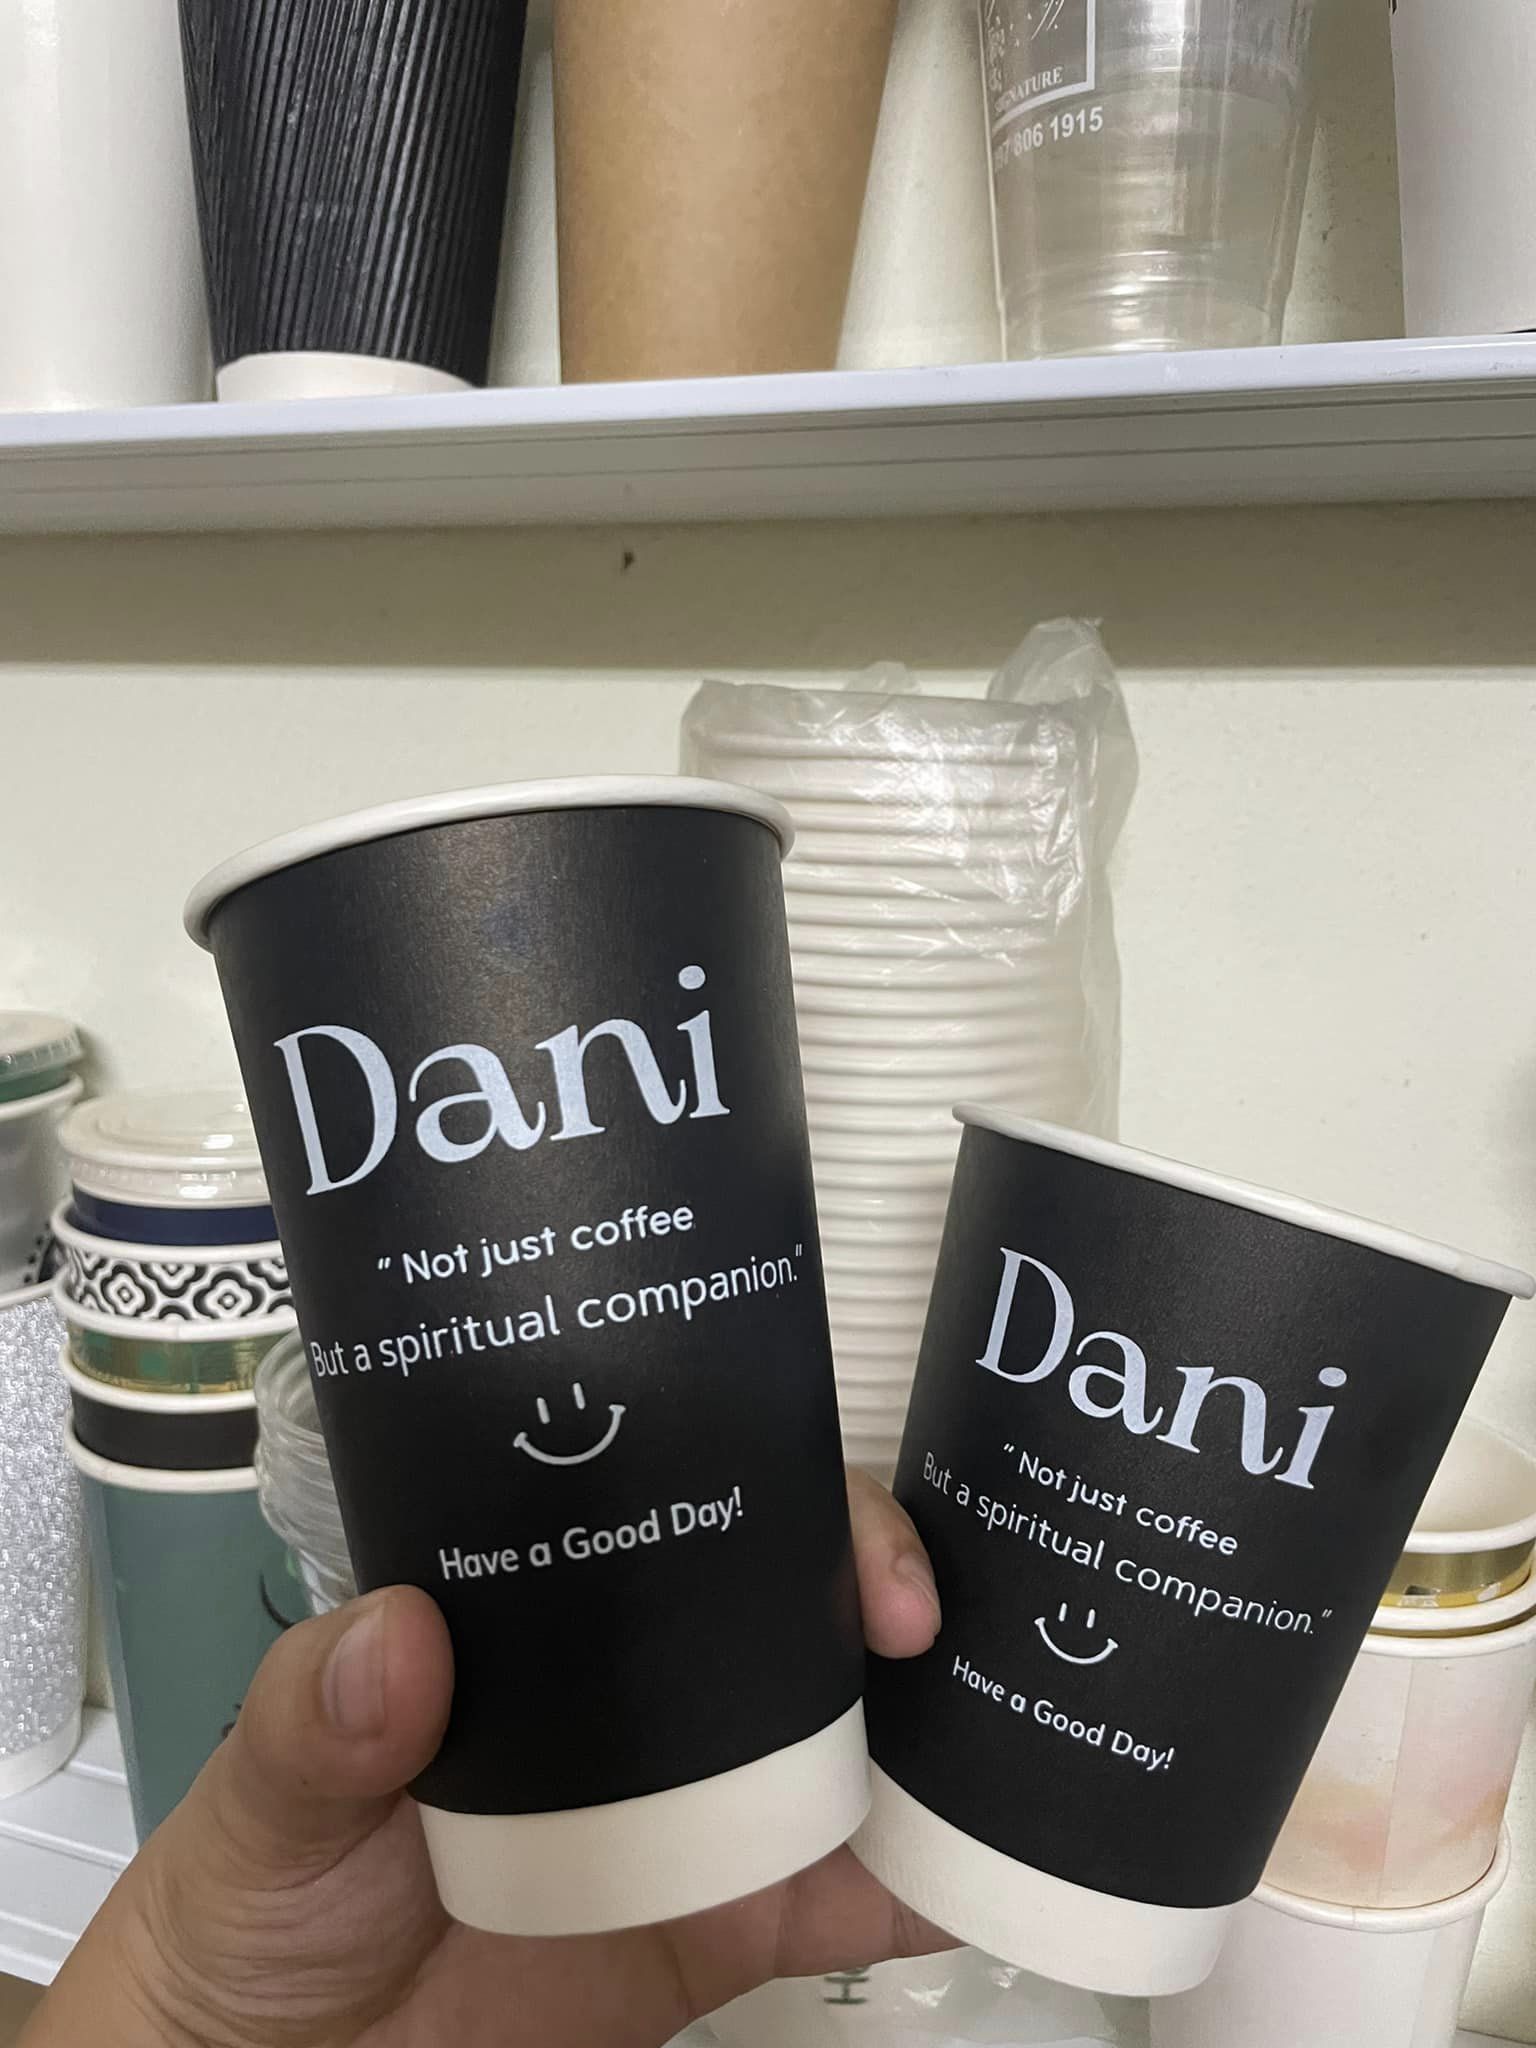 SIGNATURE
806 1915
Dani
" Not just coffee
But a spiritual companion."
Have a Good Day!
Dani
" Not just coffee
But a spiritual companion."
Have a Good Day!